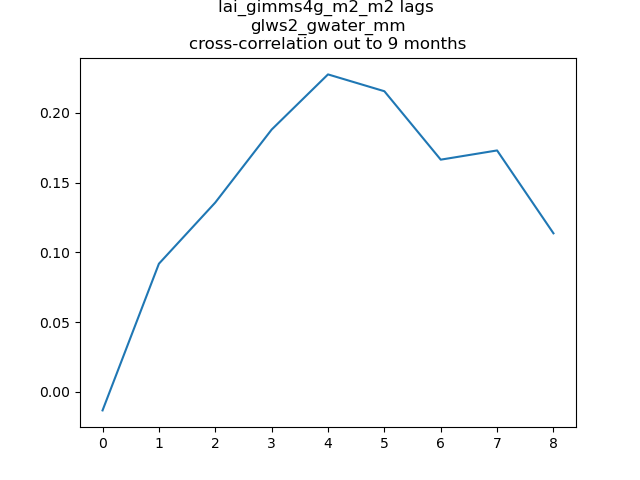 lai_gimms4g_m2_m2 lags
glws2_gwater_mm
cross-correlation out to 9 months
0.20
0.15
0.10
0.05
0.00
0 1 2 3 4 5 6 7 8